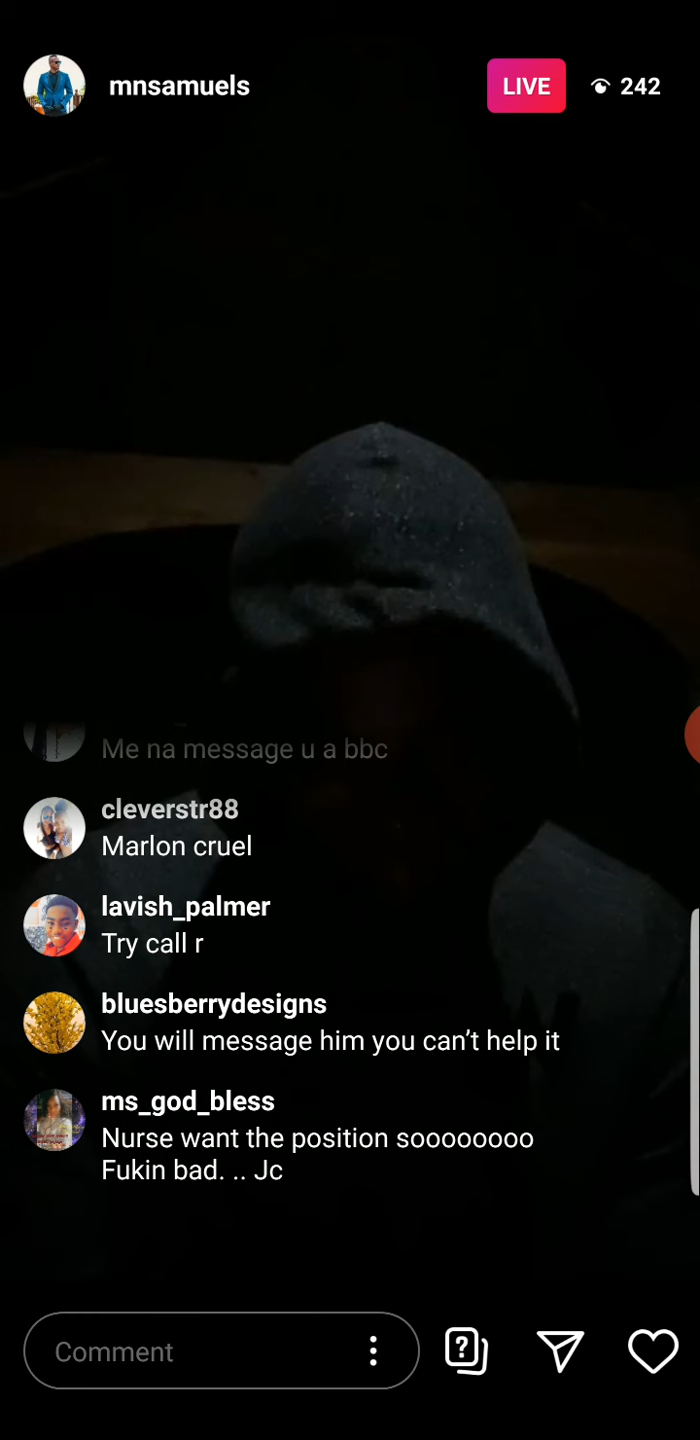 mnsamuels
LIVE
242
Me na message u a bbc
cleverstr88
Marlon cruel
lavish_palmer
Try call r
bluesberrydesigns
You will message him you can’t help it
ms_god_bless
Nurse want the position soooooooo
Fukin bad. .. Jc
Comment
?